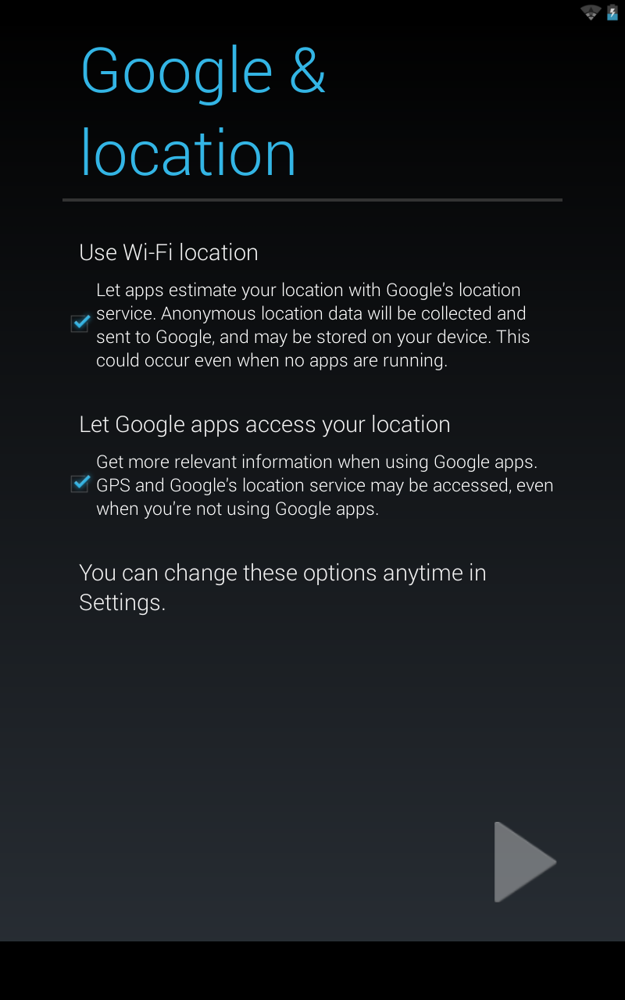 Google &
location
Use Wi-Fi location
Let apps estimate your location with Google's location
service. Anonymous location data will be collected and
sent to Google, and may be stored on your device. This
could occur even when no apps are running.
Let Google apps access your location
Get more relevant information when using Google apps.
GPS and Google's location service may be accessed, even
when you're not using Google apps.
You can change these options anytime in
Settings.